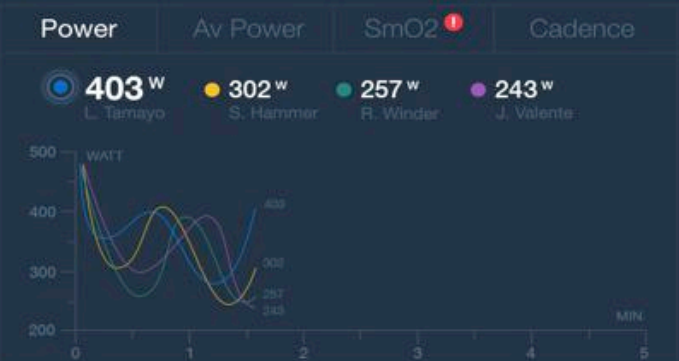 Power Av Power SmO2 ! Cadence
403 W 302 W 257 W 243 W
L. Tamayo S. Hammer R. Winder J. Valente
500 WATT
403
400
302
300
257
243
MIN.
200
0 1 2 3 4 5